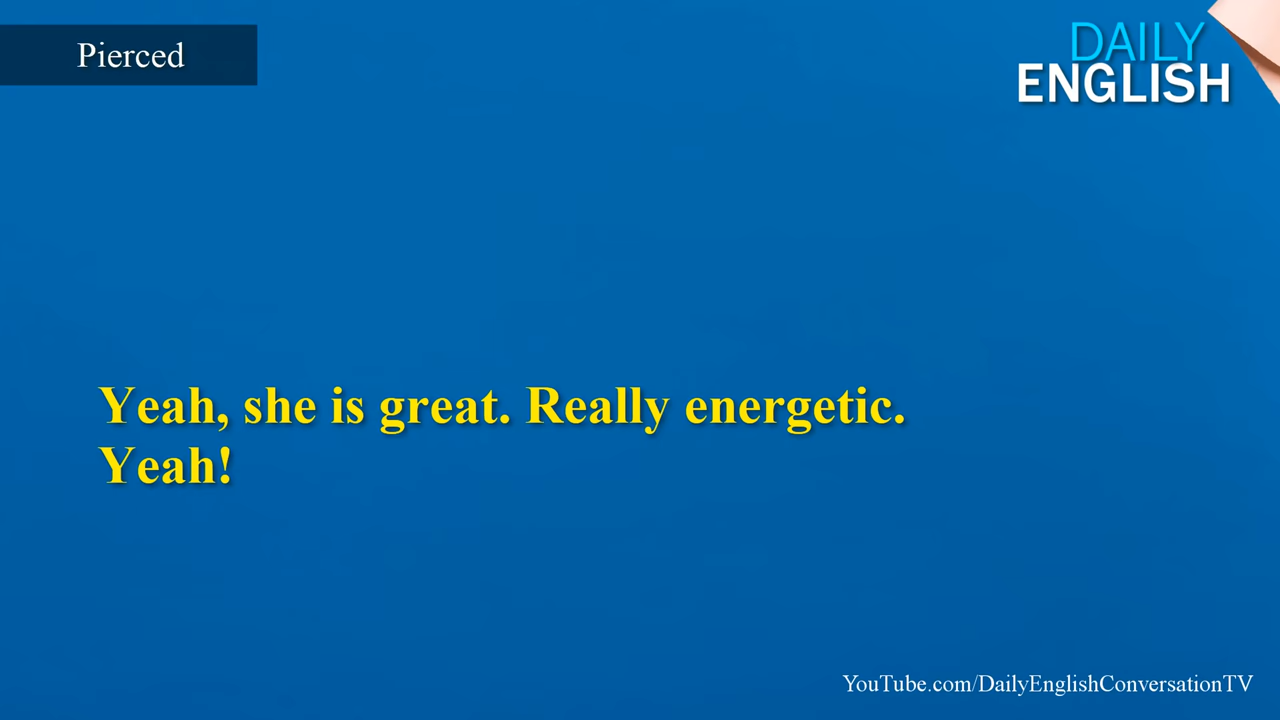 Pierced
DAILY
ENGLISH
Yeah, she is great. Really energetic.
Yeah!
YouTube.com/DailyEnglishConversationTV